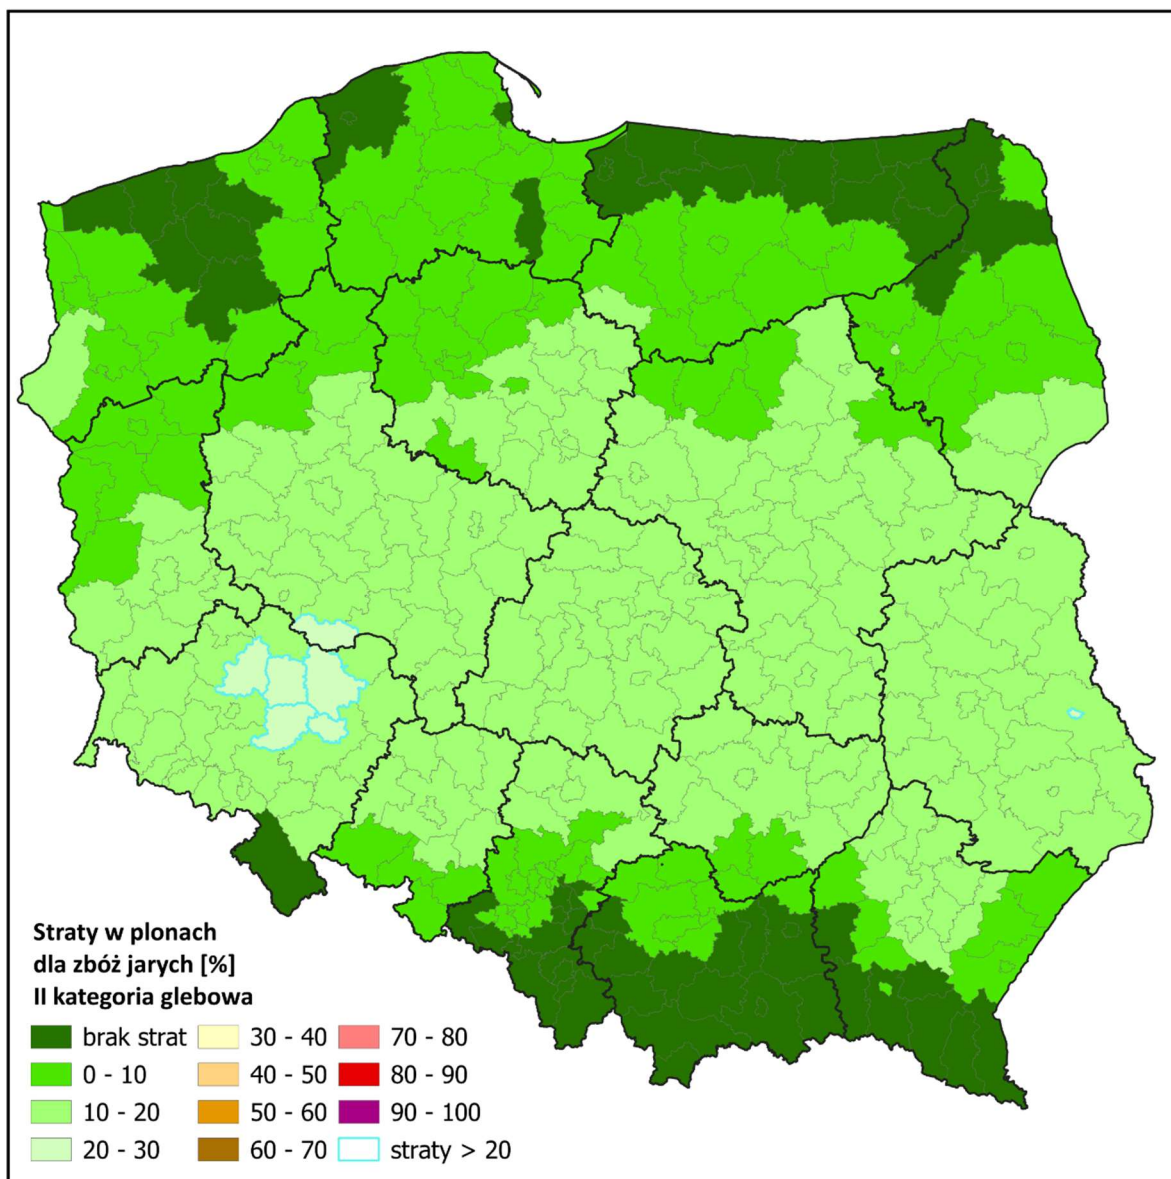 Straty w plonach
dla zbóż jarych [%]
II kategoria glebowa
brak strat
0 - 10
10 - 20
20 - 30
30 - 40
40 - 50
50 - 60
60 - 70
70 - 80
80 - 90
90 - 100
straty > 20